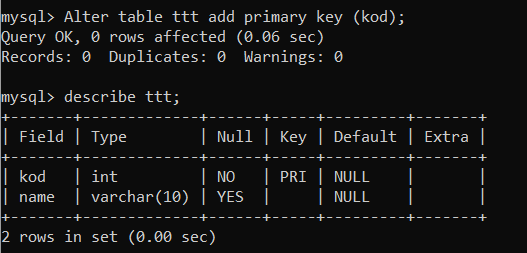 mysql> Alter table ttt add primary key (kod);
Query OK, 0 rows affected (0.06 sec)
Records: 0  Duplicates: 0  Warnings: 0

mysql> describe ttt;
+-------+-------------+------+-----+---------+-------+
| Field | Type        | Null | Key | Default | Extra |
+-------+-------------+------+-----+---------+-------+
| kod   | int         | NO   | PRI | NULL    |       |
| name  | varchar(10) | YES  |     | NULL    |       |
+-------+-------------+------+-----+---------+-------+
2 rows in set (0.00 sec)